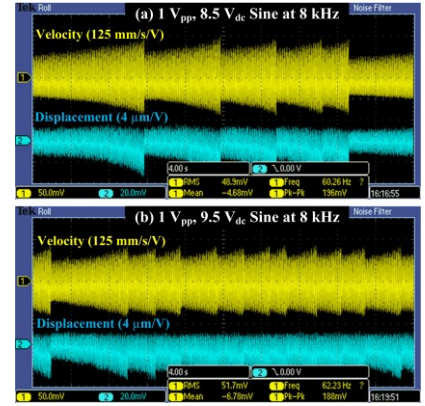 Tek Roll
Noise Filter
(a) 1 Vpp, 8.5 Vdc Sine at 8 kHz
Velocity (125 mm/s/V)
1
Displacement (4 μm/V)
2
4.00 s
2 \ 0.00 V
1 RMS 48.9mV
1 Freq 60.26 Hz ?
1 50.0mV
2 20.0mV
1 Mean -4.68mV
1 Pk-Pk 196mV
16:16:55
Tek Roll
Noise Filter
(b) 1 Vpp, 9.5 Vdc Sine at 8 kHz
Velocity (125 mm/s/V)
1
Displacement (4 μm/V)
2
4.00 s
2 \ 0.00 V
1 RMS 51.7mV
1 Freq 62.23 Hz ?
1 50.0mV
2 20.0mV
1 Mean -6.78mV
1 Pk-Pk 188mV
16:19:51